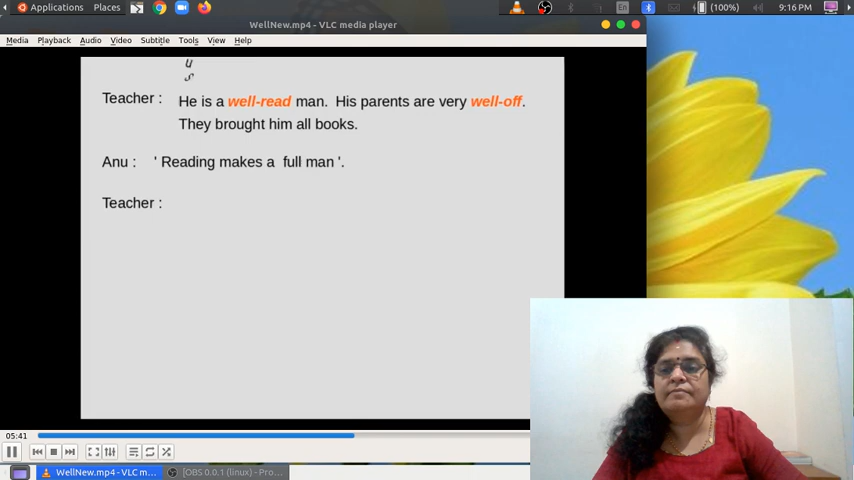 Applications Places En (100%) 9:16 PM
WellNew.mp4 - VLC media player
Media Playback Audio Video Subtitle Tools View Help
Teacher : He is a well-read man. His parents are very well-off.
They brought him all books.
Anu : ' Reading makes a full man '.
Teacher :
05:41
WellNew.mp4 - VLC m... [OBS 0.0.1 (linux) - Pro...